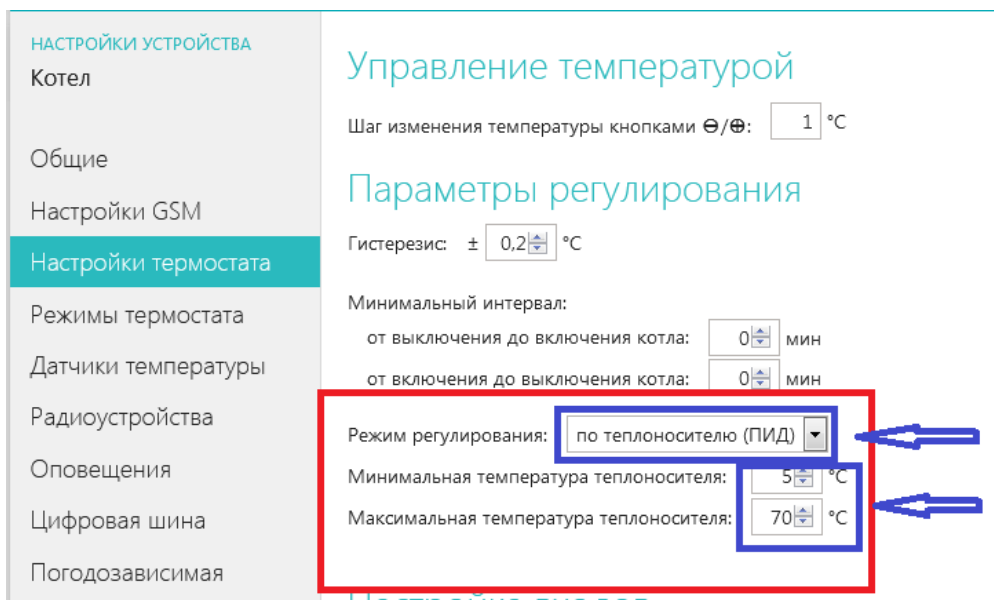 НАСТРОЙКИ УСТРОЙСТВА
Котел
Общие
Настройки GSM
Настройки термостата
Режимы термостата
Датчики температуры
Радиоустройства
Оповещения
Цифровая шина
Погодозависимая
Управление температурой
Шаг изменения температуры кнопками ⊖/⊕: 1 °C
Параметры регулирования
Гистерезис: ± 0,2 °C
Минимальный интервал:
от выключения до включения котла: 0 мин
от включения до выключения котла: 0 мин
Режим регулирования: по теплоносителю (ПИД)
Минимальная температура теплоносителя: 5 °C
Максимальная температура теплоносителя: 70 °C